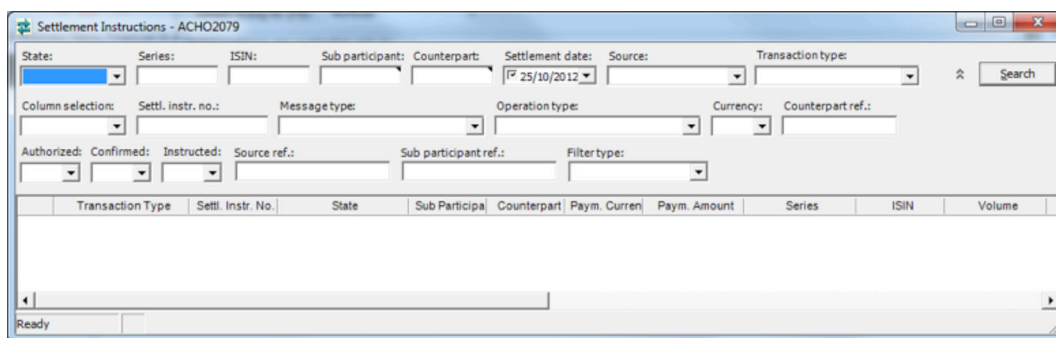 Settlement Instructions - ACHO2079
State: Series: ISIN: Sub participant: Counterpart: Settlement date: Source: Transaction type:
25/10/2012 Search
Column selection: Settl. instr. no.: Message type: Operation type: Currency: Counterpart ref.:
Authorized: Confirmed: Instructed: Source ref.: Sub participant ref.: Filter type:
Transaction Type Settl. Instr. No. State Sub Participa Counterpart Paym. Curren Paym. Amount Series ISIN Volume
Ready